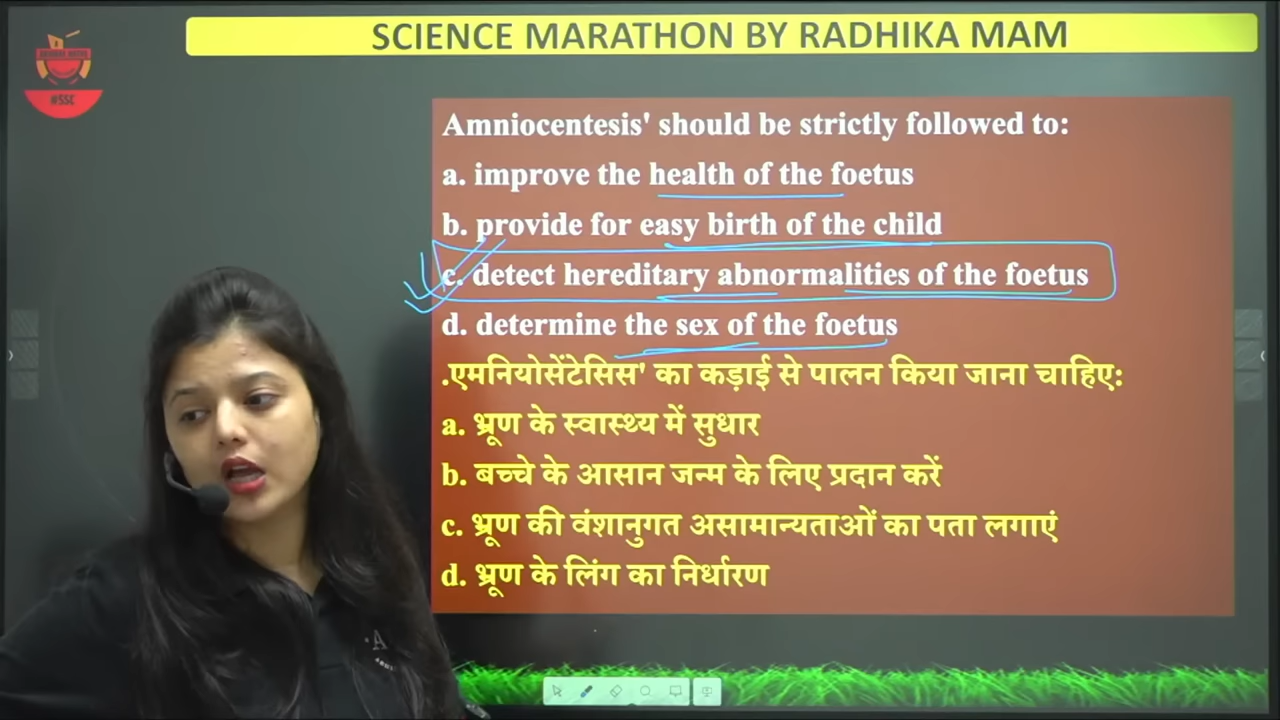 SCIENCE MARATHON BY RADHIKA MAM
#SSC
Amniocentesis' should be strictly followed to:
a. improve the health of the foetus
b. provide for easy birth of the child
c. detect hereditary abnormalities of the foetus
d. determine the sex of the foetus
.एमनियोसेंटेसिस' का कड़ाई से पालन किया जाना चाहिए:
a. भ्रूण के स्वास्थ्य में सुधार
b. बच्चे के आसान जन्म के लिए प्रदान करें
c. भ्रूण की वंशानुगत असामान्यताओं का पता लगाएं
d. भ्रूण के लिंग का निर्धारण
A